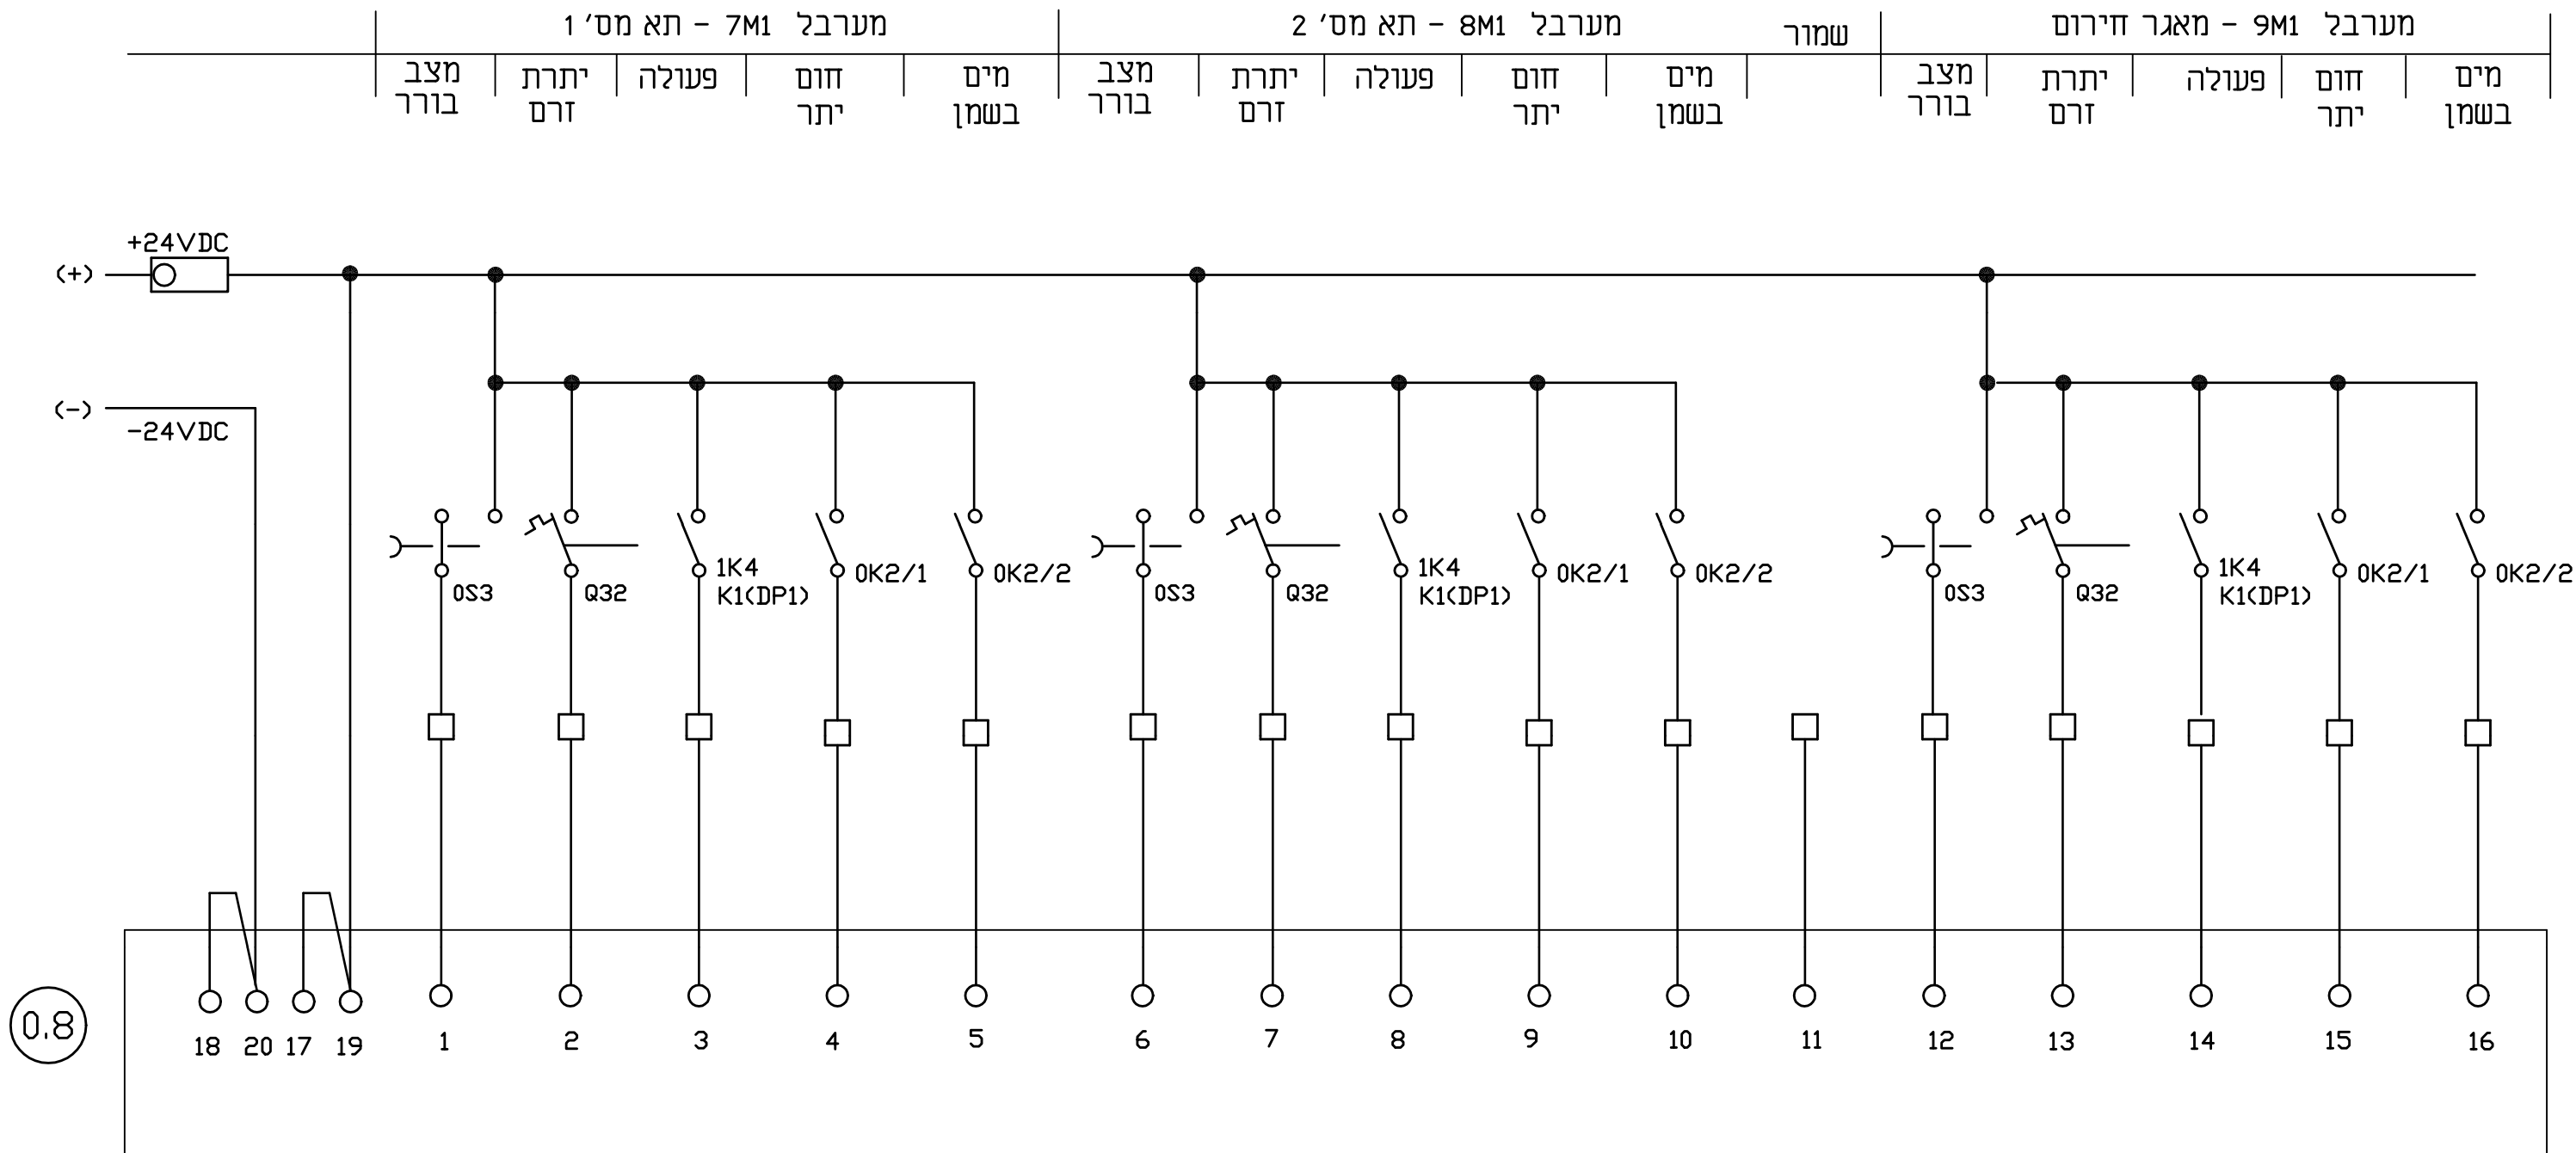 מערבל 7M1 - תא מס' 1
מערבל 8M1 - תא מס' 2
שמור
מערבל 9M1 - מאגר חירום
מצב
בורר
יתרת
זרם
פעולה
חום
יתר
מים
בשמן
מצב
בורר
יתרת
זרם
פעולה
חום
יתר
מים
בשמן
מצב
בורר
יתרת
זרם
פעולה
חום
יתר
מים
בשמן
+24VDC
(+)
(-)
-24VDC
0S3
Q32
1K4
K1(DP1)
0K2/1
0K2/2
0S3
Q32
1K4
K1(DP1)
0K2/1
0K2/2
0S3
Q32
1K4
K1(DP1)
0K2/1
0K2/2
0.8
18 20 17 19 1 2 3 4 5 6 7 8 9 10 11 12 13 14 15 16